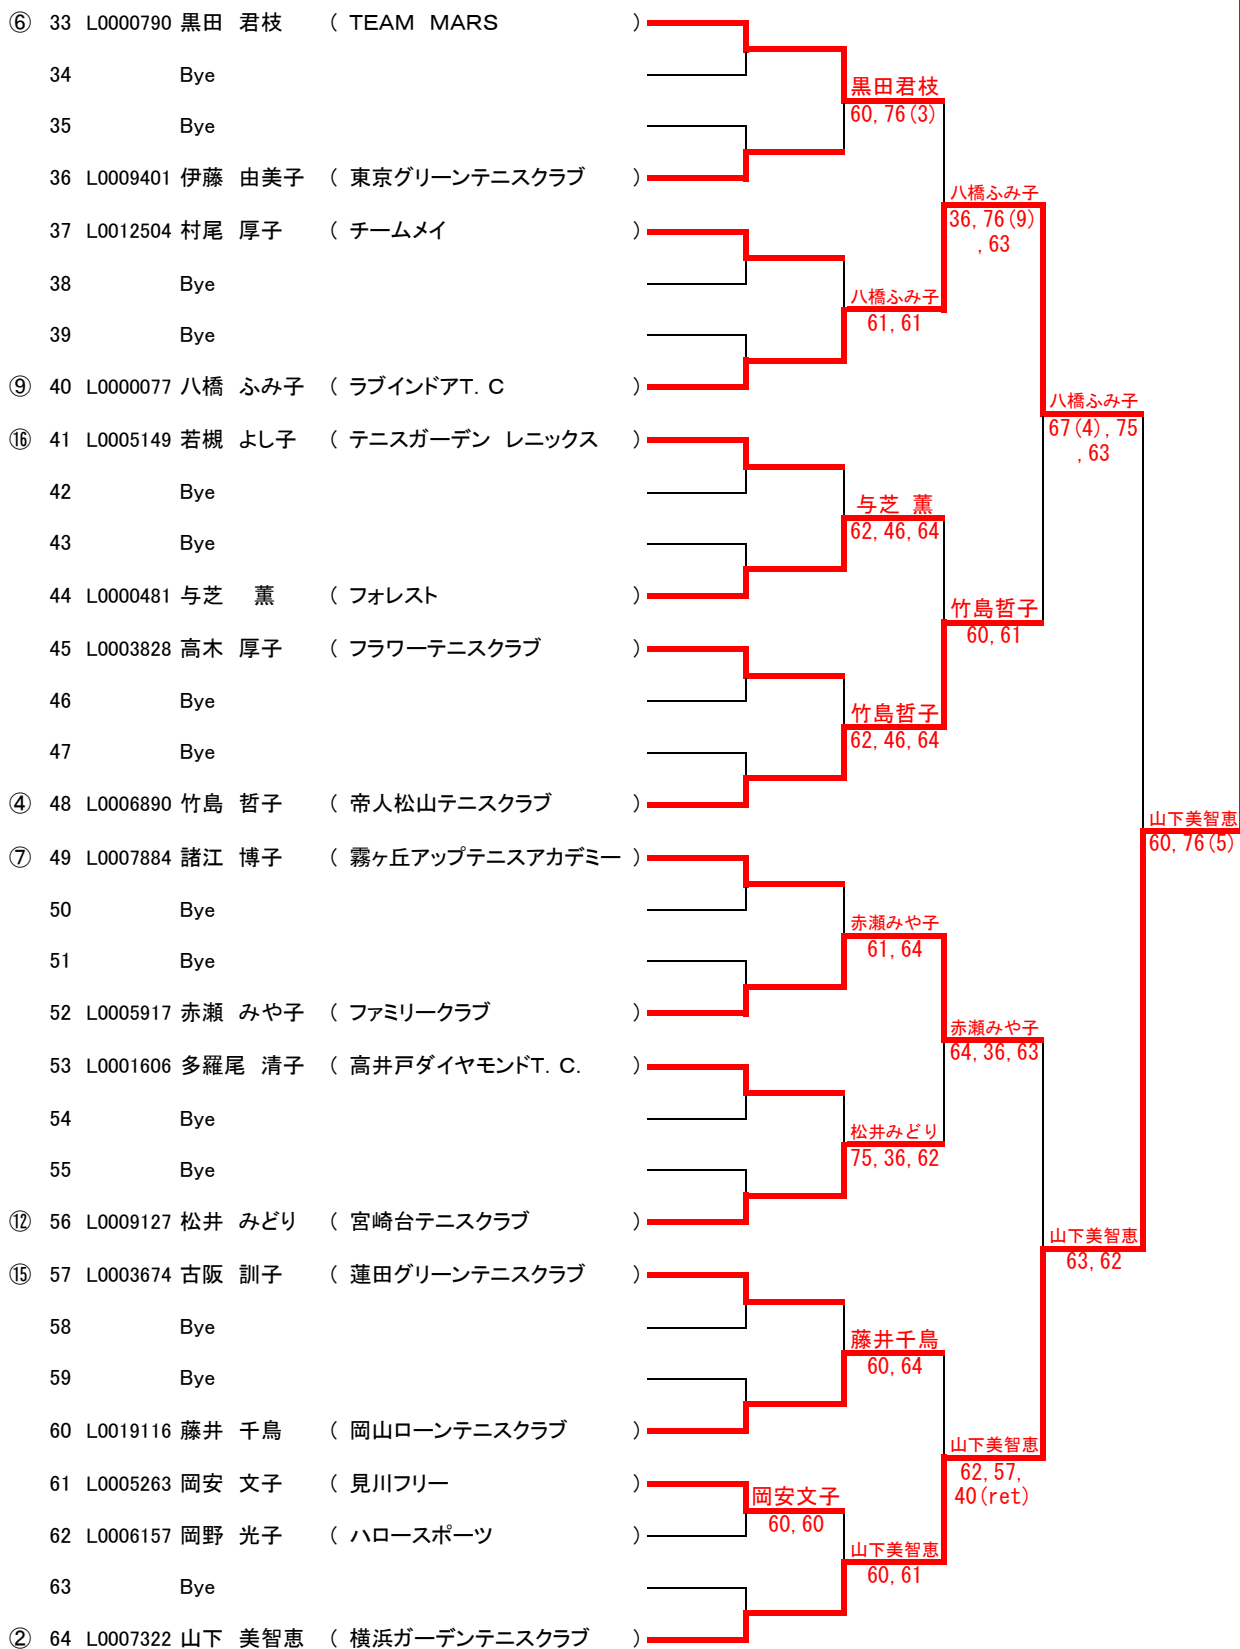 ⑥ 33 L0000790 黒田 君枝 ( TEAM MARS )
34 Bye
黒田君枝
60, 76(3)
35 Bye
36 L0009401 伊藤 由美子 ( 東京グリーンテニスクラブ )
八橋ふみ子
36, 76(9)
, 63
37 L0012504 村尾 厚子 ( チームメイ )
38 Bye
八橋ふみ子
61, 61
39 Bye
⑨ 40 L0000077 八橋 ふみ子 ( ラブインドアT. C )
八橋ふみ子
67(4), 75
, 63
⑯ 41 L0005149 若槻 よし子 ( テニスガーデン レニックス )
42 Bye
与芝 薫
62, 46, 64
43 Bye
44 L0000481 与芝 薫 ( フォレスト )
竹島哲子
60, 61
45 L0003828 高木 厚子 ( フラワーテニスクラブ )
46 Bye
竹島哲子
62, 46, 64
47 Bye
④ 48 L0006890 竹島 哲子 ( 帝人松山テニスクラブ )
山下美智恵
60, 76(5)
⑦ 49 L0007884 諸江 博子 ( 霧ヶ丘アップテニスアカデミー )
50 Bye
赤瀬みや子
61, 64
51 Bye
52 L0005917 赤瀬 みや子 ( ファミリークラブ )
赤瀬みや子
64, 36, 63
53 L0001606 多羅尾 清子 ( 高井戸ダイヤモンドT. C. )
54 Bye
松井みどり
75, 36, 62
55 Bye
⑫ 56 L0009127 松井 みどり ( 宮崎台テニスクラブ )
山下美智恵
63, 62
⑮ 57 L0003674 古阪 訓子 ( 蓮田グリーンテニスクラブ )
58 Bye
藤井千鳥
60, 64
59 Bye
60 L0019116 藤井 千鳥 ( 岡山ローンテニスクラブ )
山下美智恵
62, 57,
40(ret)
61 L0005263 岡安 文子 ( 見川フリー )
岡安文子
60, 60
62 L0006157 岡野 光子 ( ハロースポーツ )
山下美智恵
60, 61
63 Bye
② 64 L0007322 山下 美智恵 ( 横浜ガーデンテニスクラブ )